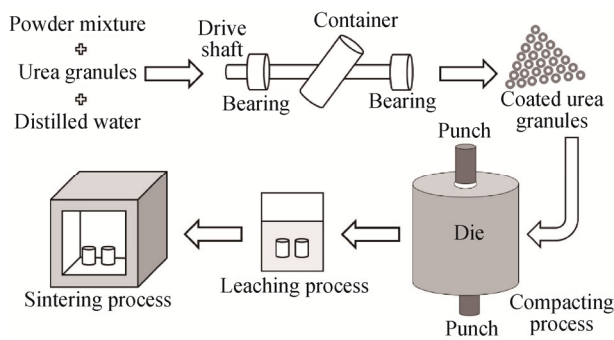 Powder mixture
+
Urea granules
+
Distilled water
Drive
shaft
Container
Bearing
Bearing
Coated urea
granules
Punch
Die
Punch
Compacting
process
Leaching process
Sintering process